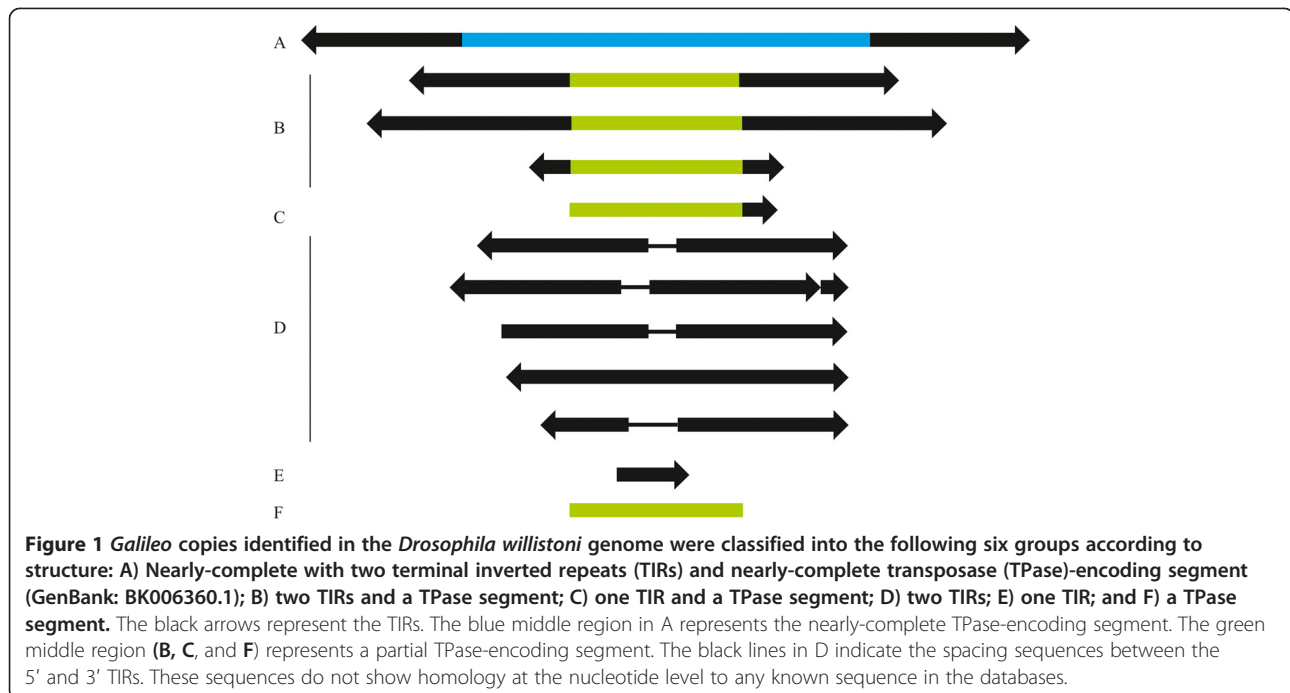 A
B
C
D
E
F
Figure 1 Galileo copies identified in the Drosophila willistoni genome were classified into the following six groups according to
structure: A) Nearly-complete with two terminal inverted repeats (TIRs) and nearly-complete transposase (TPase)-encoding segment
(GenBank: BK006360.1); B) two TIRs and a TPase segment; C) one TIR and a TPase segment; D) two TIRs; E) one TIR; and F) a TPase
segment. The black arrows represent the TIRs. The blue middle region in A represents the nearly-complete TPase-encoding segment. The green
middle region (B, C, and F) represents a partial TPase-encoding segment. The black lines in D indicate the spacing sequences between the
5′ and 3′ TIRs. These sequences do not show homology at the nucleotide level to any known sequence in the databases.